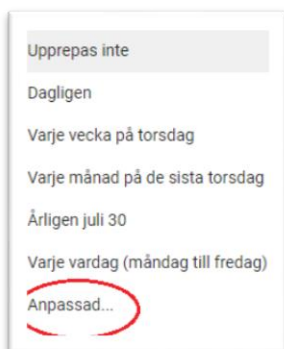 Upprepas inte
Dagligen
Varje vecka på torsdag
Varje månad på de sista torsdag
Årligen juli 30
Varje vardag (måndag till fredag)
Anpassad...